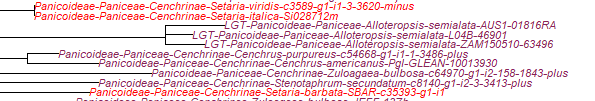 Panicoideae-Paniceae-Cenchrinae-Setaria-viridis-c3589-g1-i1-3-3620-minus
Panicoideae-Paniceae-Cenchrinae-Setaria-italica-Si028712m
LGT-Panicoideae-Paniceae-Alloteropsis-semialata-AUS1-01816RA
LGT-Panicoideae-Paniceae-Alloteropsis-semialata-L04B-46901
LGT-Panicoideae-Paniceae-Alloteropsis-semialata-ZAM150510-63496
Panicoideae-Paniceae-Cenchrinae-Cenchrus-purpureus-c54668-g1-i1-1-3486-plus
Panicoideae-Paniceae-Cenchrinae-Cenchrus-americanus-Pgl-GLEAN-10013930
Panicoideae-Paniceae-Cenchrinae-Zuloagaea-bulbosa-c64970-g1-i2-158-1843-plus
Panicoideae-Paniceae-Cenchrinae-Stenotaphrum-secundatum-c8140-g1-i2-3-3413-plus
Panicoideae-Paniceae-Cenchrinae-Setaria-barbata-SBAR-c35393-g1-i1